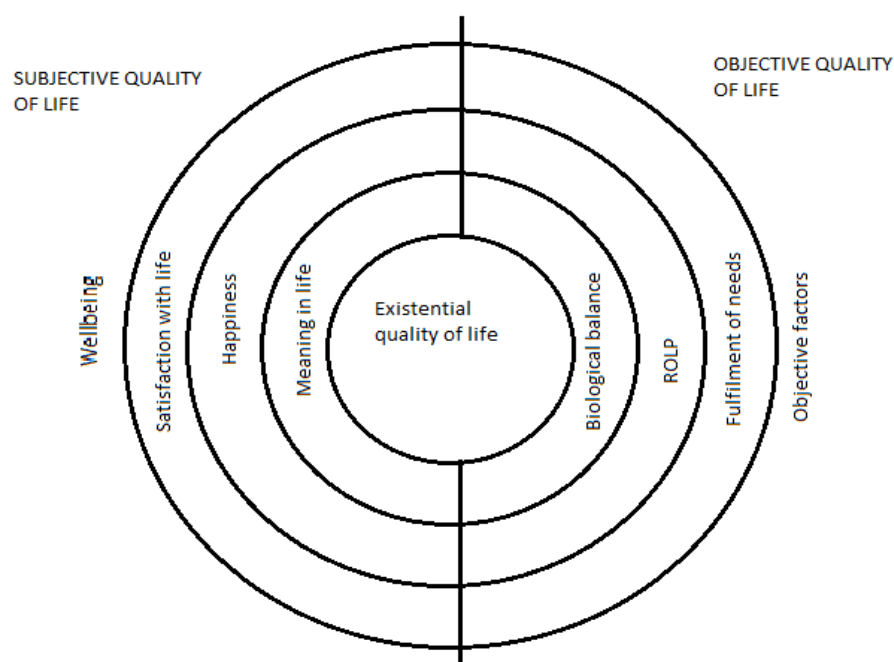 SUBJECTIVE QUALITY
OF LIFE
OBJECTIVE QUALITY
OF LIFE
Wellbeing
Satisfaction with life
Happiness
Meaning in life
Existential
quality of life
Biological balance
ROLP
Fulfilment of needs
Objective factors